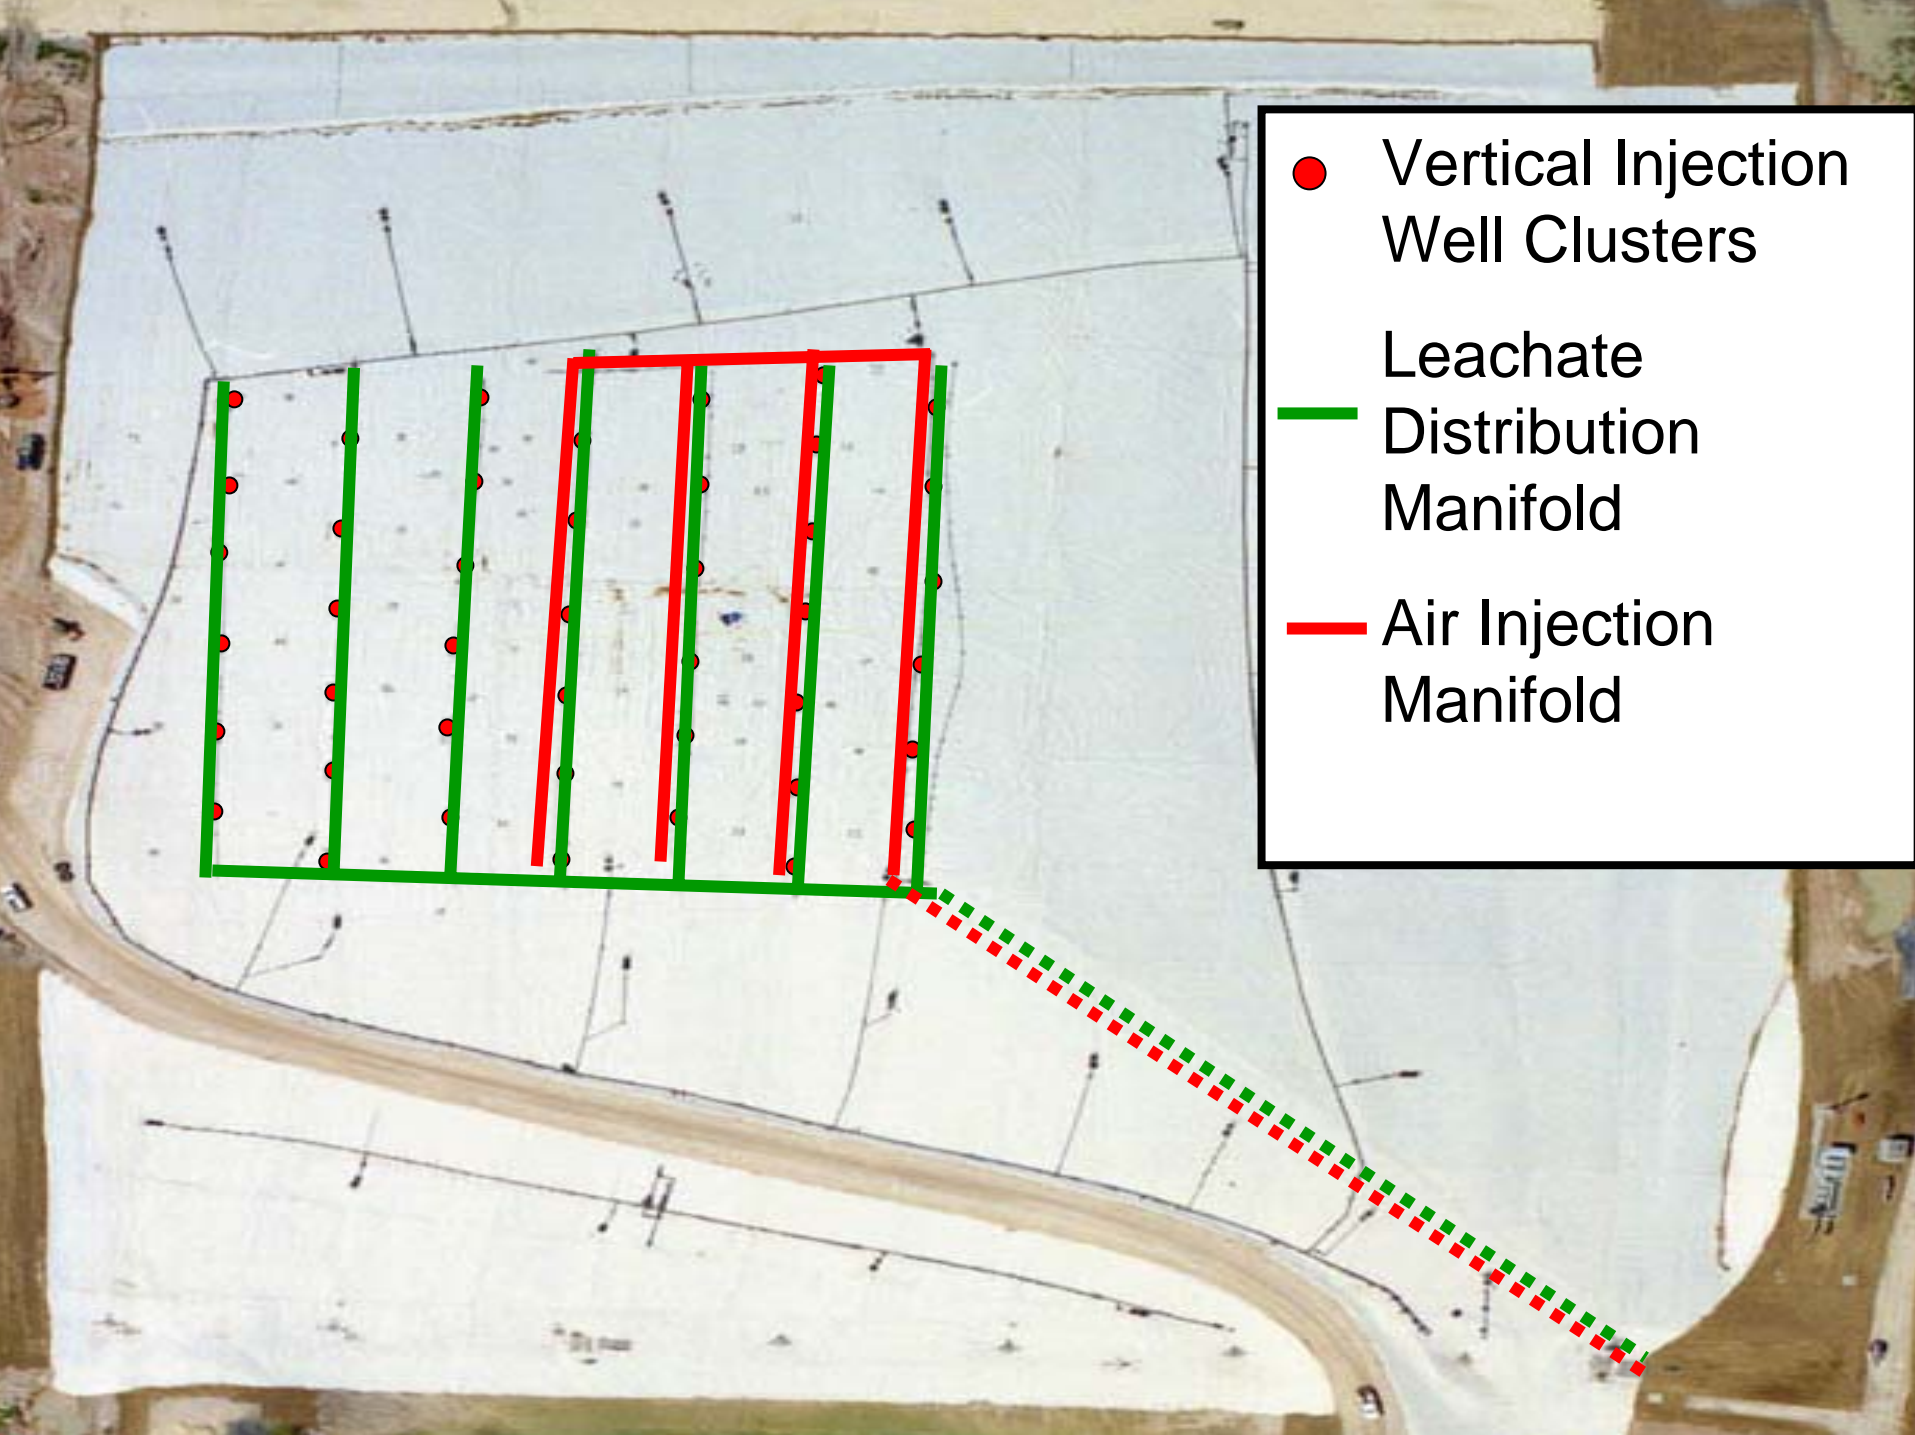 Vertical Injection
Well Clusters
Leachate
Distribution
Manifold
Air Injection
Manifold